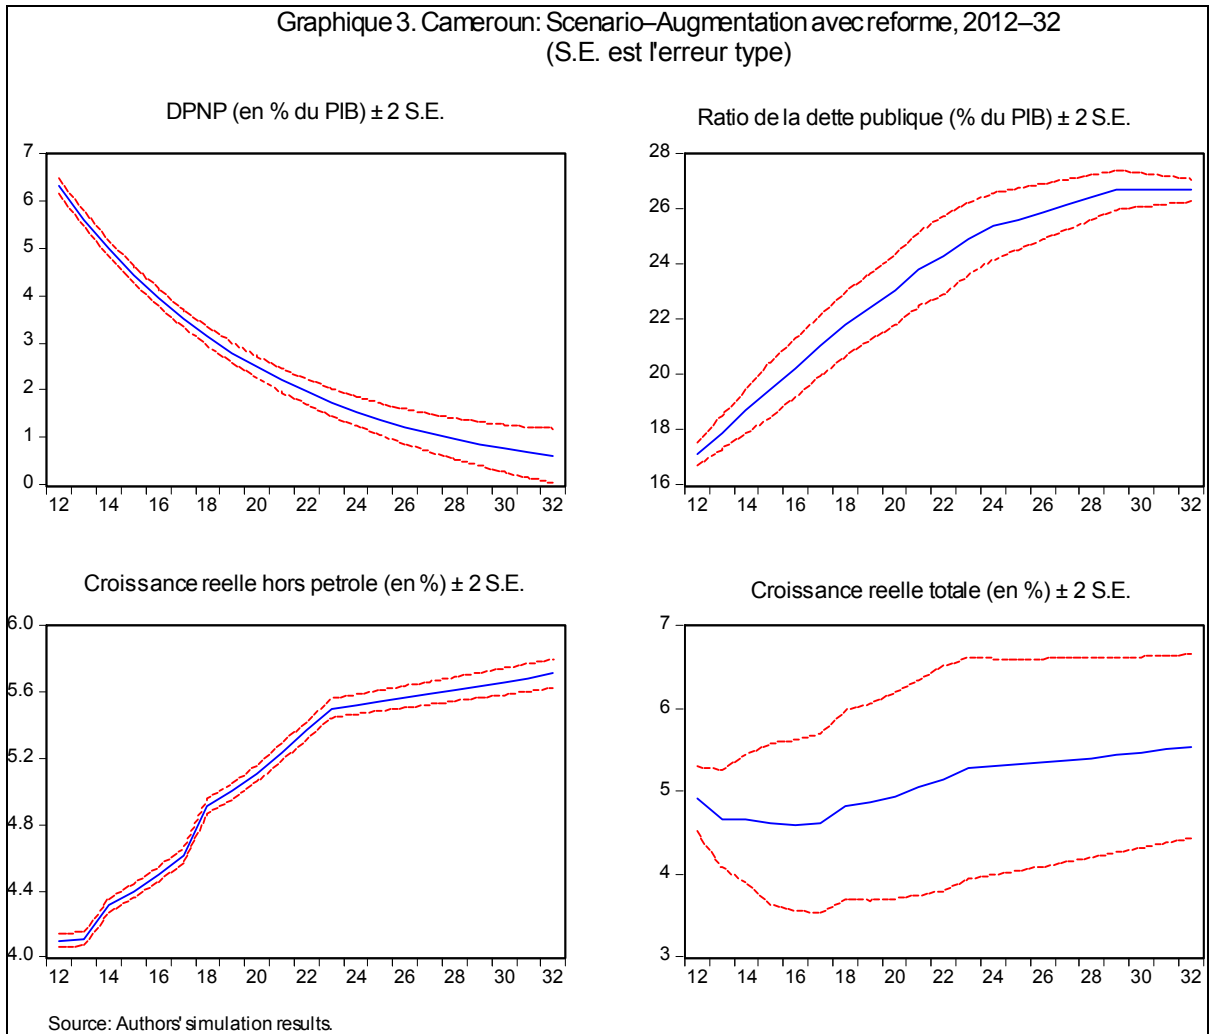 Graphique 3. Cameroun: Scenario–Augmentation avec reforme, 2012–32
(S.E. est l'erreur type)
DPNP (en % du PIB) ± 2 S.E.
7
6
5
4
3
2
1
0
12 14 16 18 20 22 24 26 28 30 32
Ratio de la dette publique (% du PIB) ± 2 S.E.
28
26
24
22
20
18
16
12 14 16 18 20 22 24 26 28 30 32
Croissance reelle hors petrole (en %) ± 2 S.E.
6.0
5.6
5.2
4.8
4.4
4.0
12 14 16 18 20 22 24 26 28 30 32
Croissance reelle totale (en %) ± 2 S.E.
7
6
5
4
3
12 14 16 18 20 22 24 26 28 30 32
Source: Authors' simulation results.